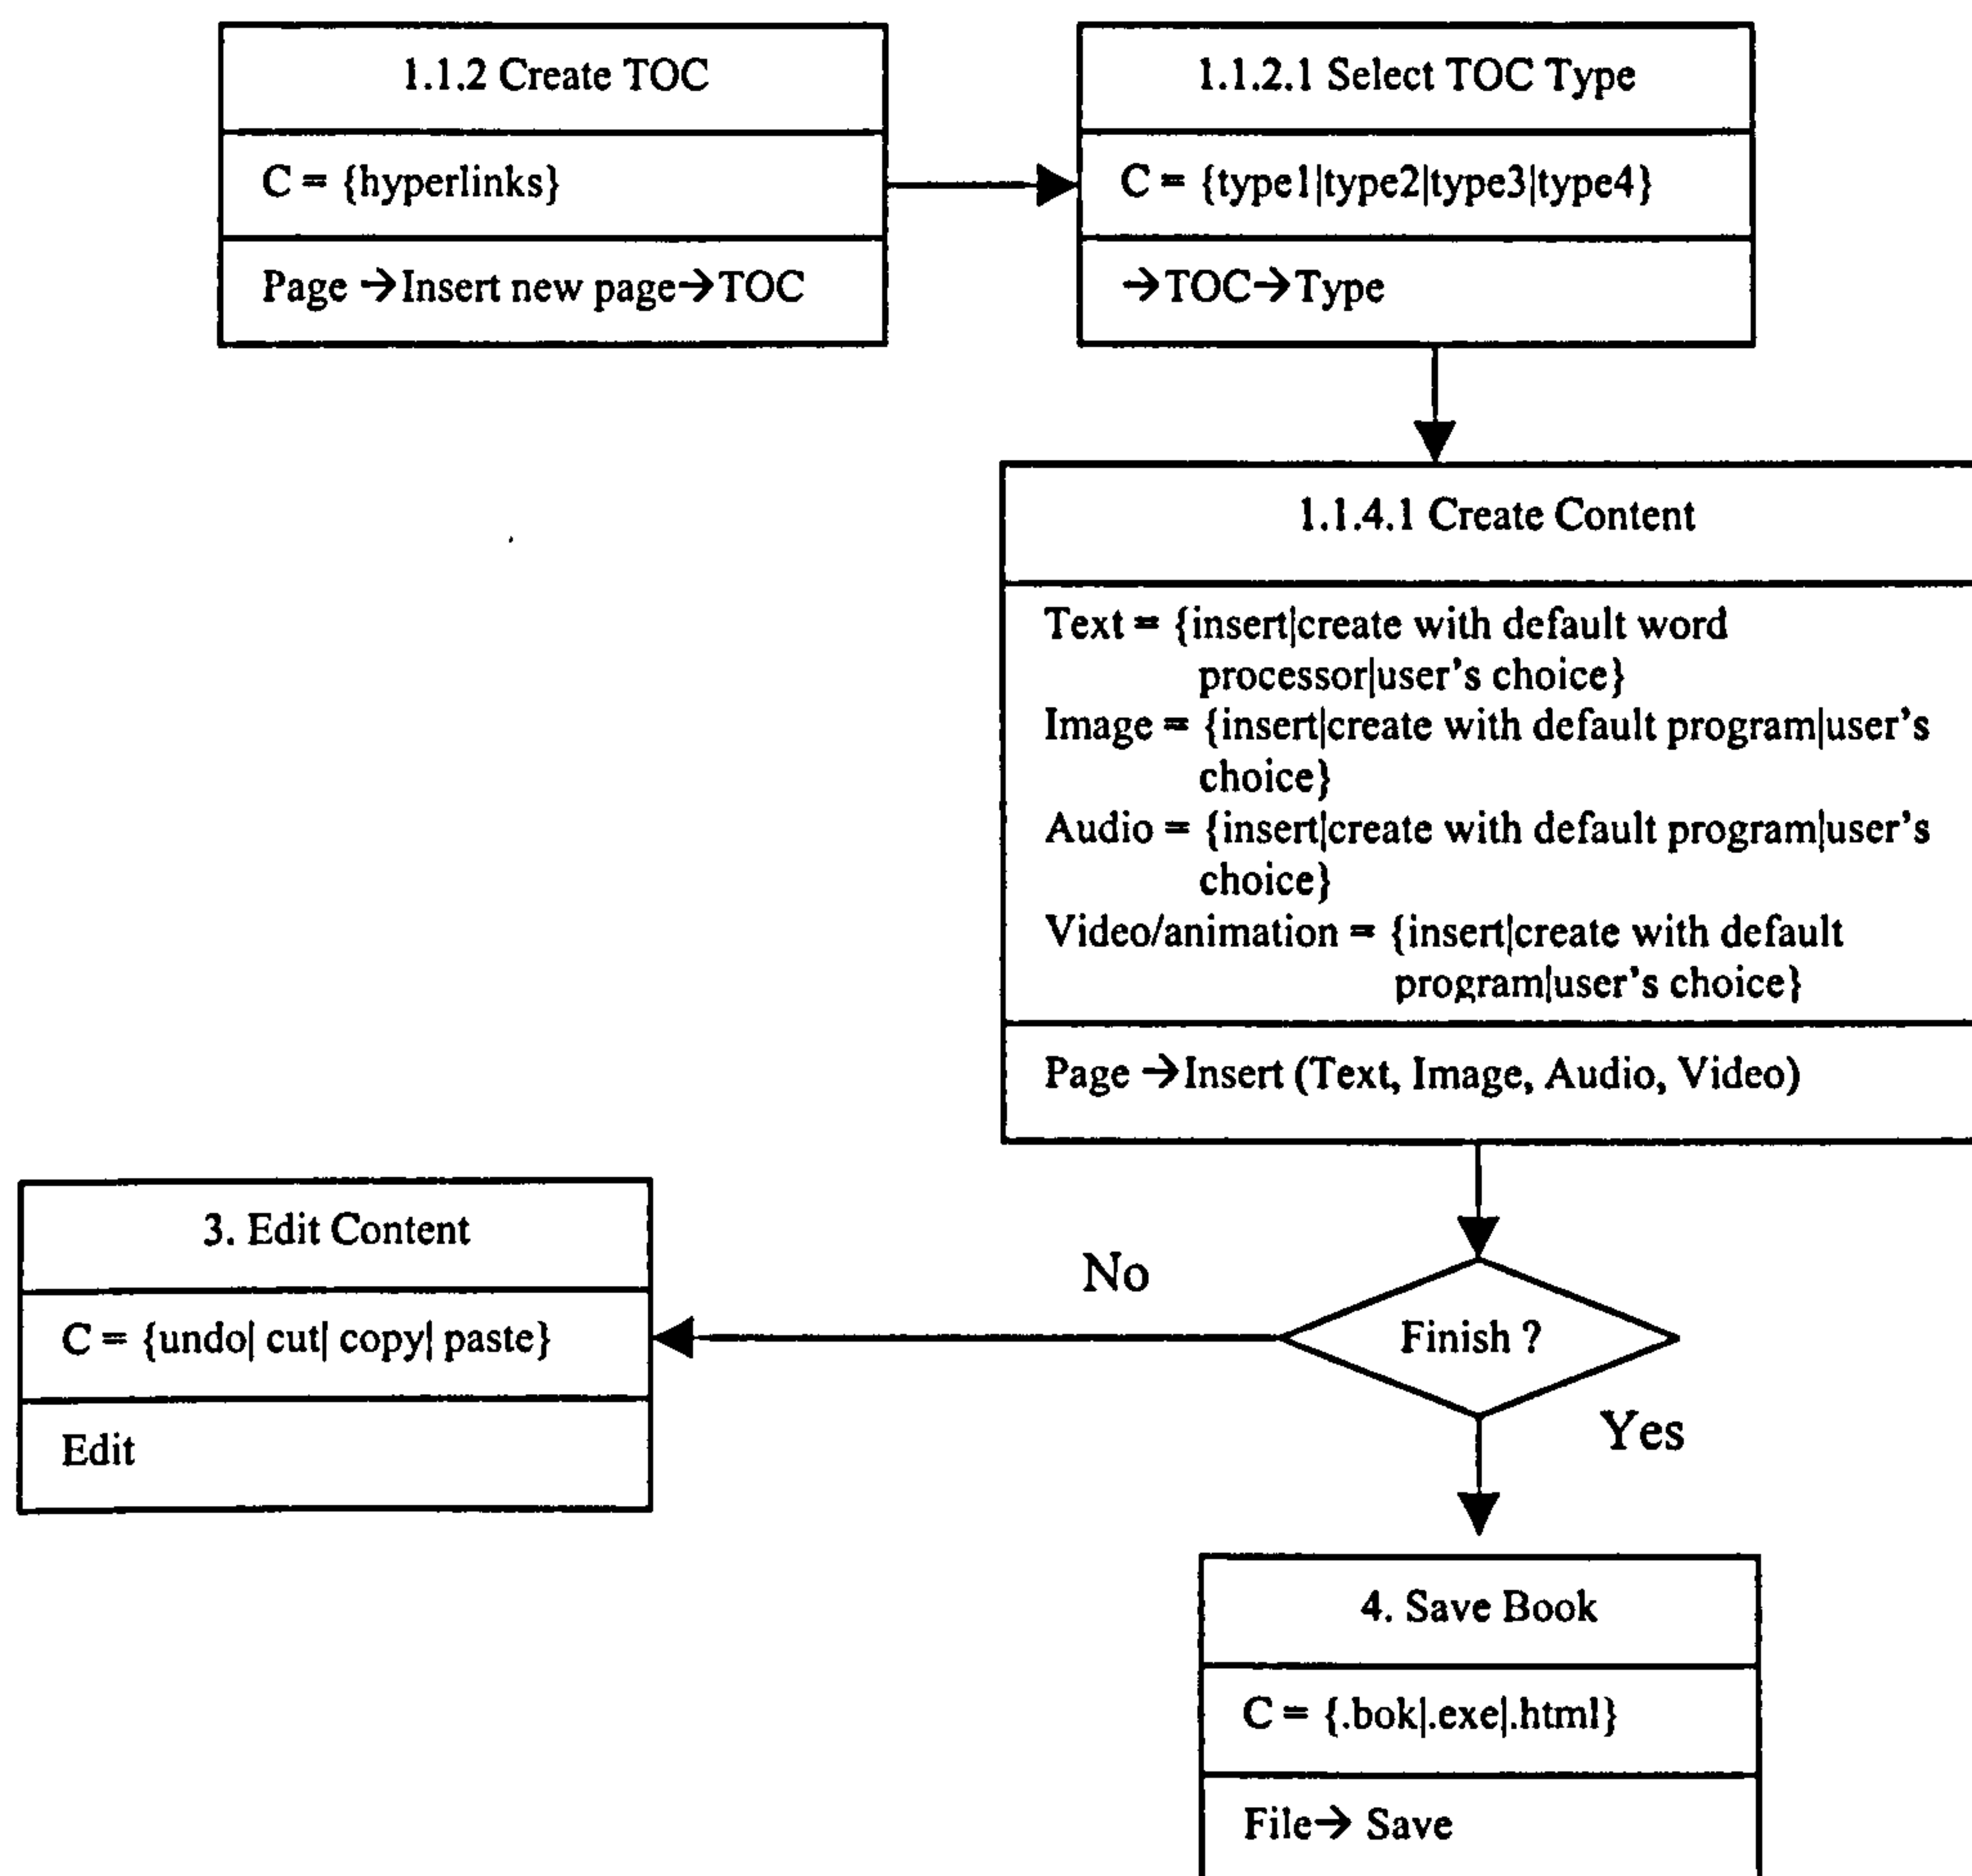 1.1.2 Create TOC
C = {hyperlinks}
Page →Insert new page→TOC
1.1.2.1 Select TOC Type
C = {type1|type2|type3|type4}
→TOC→Type
1.1.4.1 Create Content
Text = {insert|create with default word
processor|user's choice}
Image = {insert|create with default program|user's
choice}
Audio = {insert|create with default program|user's
choice}
Video/animation = {insert|create with default
program|user's choice}
Page →Insert (Text, Image, Audio, Video)
Finish ?
No
Yes
3. Edit Content
C = {undo| cut| copy| paste}
Edit
4. Save Book
C = {.bok|.exe|.html}
File→ Save